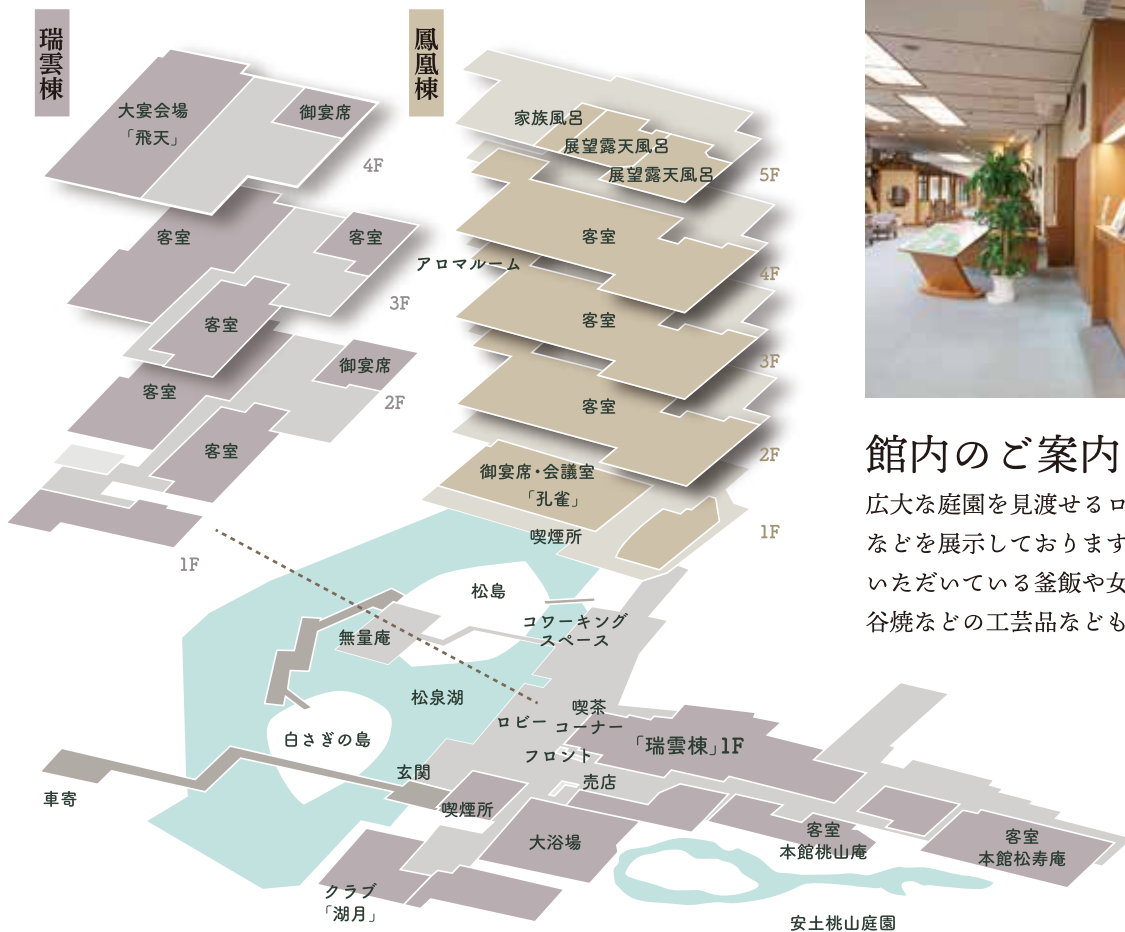 瑞雲棟
大宴会場
「飛天」
御宴席
4F
客室
客室
客室
3F
御宴席
客室
客室
2F
1F
鳳凰棟
家族風呂
展望露天風呂
展望露天風呂
5F
客室
アロマルーム
4F
客室
3F
客室
2F
御宴席・会議室
「孔雀」
喫煙所
1F
松島
コワーキング
スペース
無量庵
松泉湖
白さぎの島
ロビー
喫茶
コーナー
フロント
「瑞雲棟」1F
玄関
売店
車寄
喫煙所
大浴場
客室
本館桃山庵
客室
本館松寿庵
クラブ
「湖月」
安土桃山庭園
館内のご案内
広大な庭園を見渡せるロ
などを展示しております
いただいている釜飯や女
谷焼などの工芸品なども